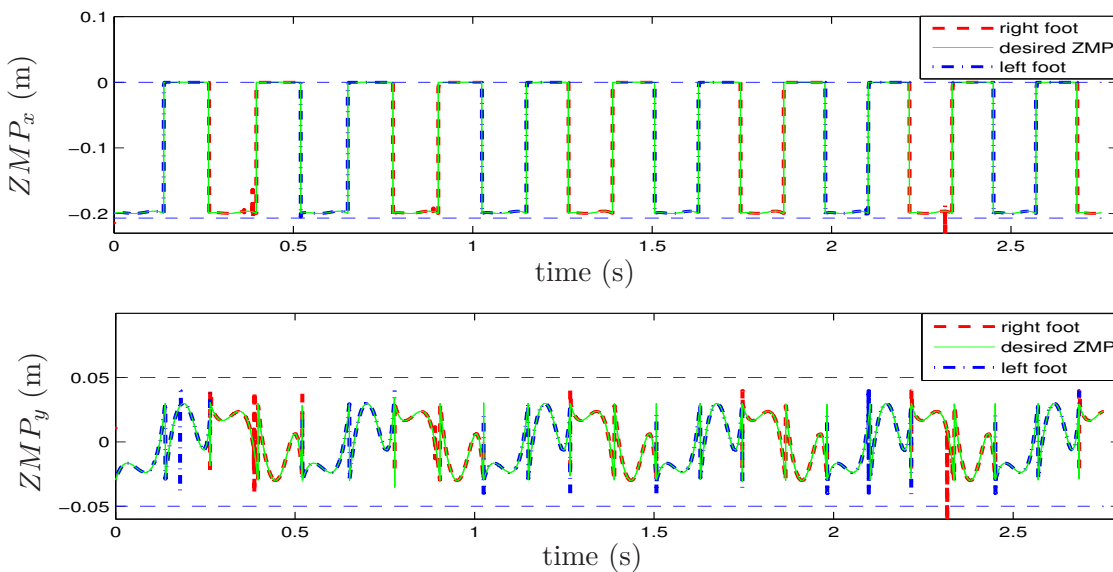 0.1
0
−0.1
−0.2
ZMP_x (m)
right foot
desired ZMP
left foot
0 0.5 1 1.5 2 2.5
time (s)
0.05
0
−0.05
−0.06
ZMP_y (m)
right foot
desired ZMP
left foot
0 0.5 1 1.5 2 2.5
time (s)